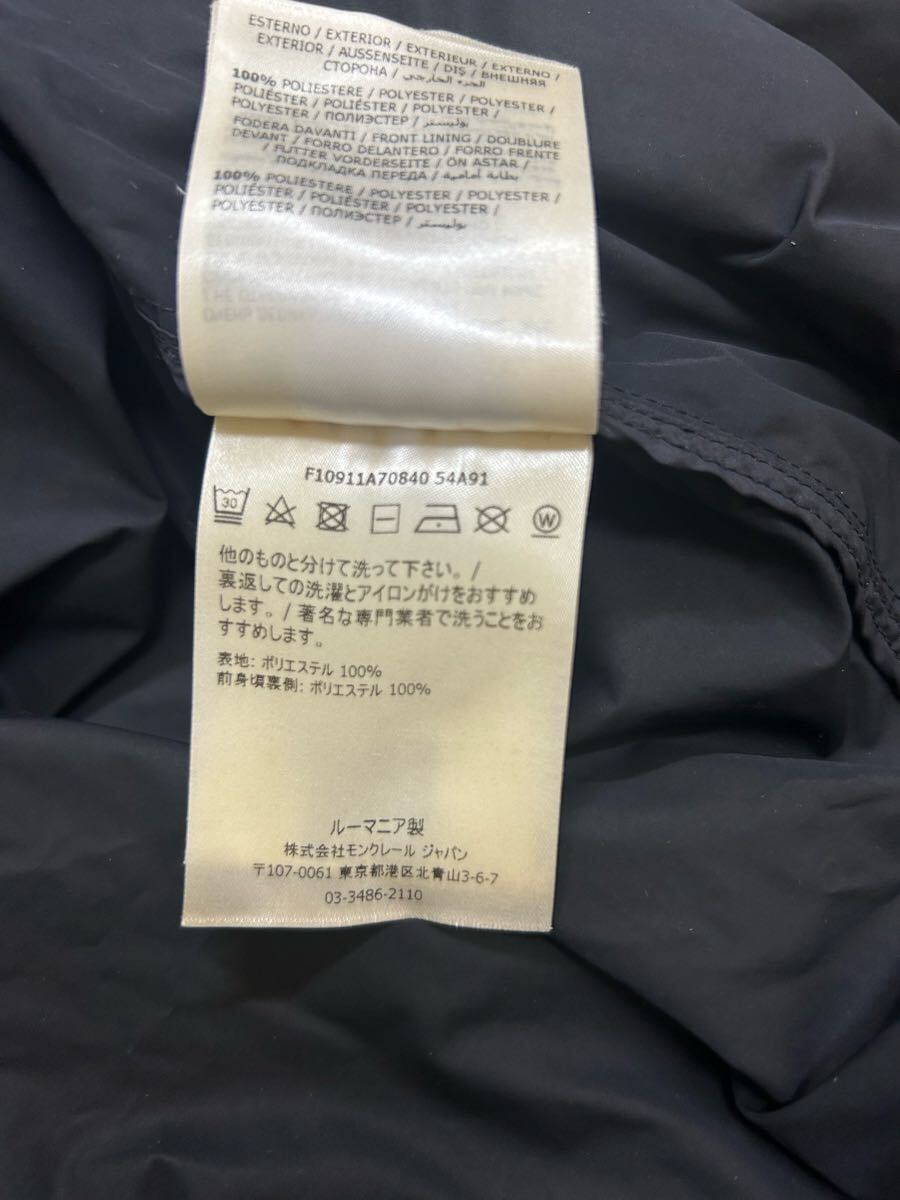 ESTERNO / EXTERIOR / EXTERIEUR / EXTERNO /
EXTERIOR / AUSSENSEITE / DIŞ / ВНЕШНЯЯ
СТОРОНА / الجزء الخارجي /
100% POLIESTERE / POLYESTER / POLYESTER /
POLIÉSTER / POLIÉSTER / POLYESTER /
POLYESTER / ПОЛИЭСТЕР / بوليستر
FODERA DAVANTI / FRONT LINING / DOUBLURE
DEVANT / FORRO DELANTERO / FORRO FRENTE
/ FUTTER VORDERSEITE / ÖN ASTAR /
ПОДКЛАДКА ПЕРЕДА / بطانة أمامية /
100% POLIESTERE / POLYESTER / POLYESTER /
POLIÉSTER / POLIÉSTER / POLYESTER /
POLYESTER / ПОЛИЭСТЕР / بوليستر
F10911A70840 54A91
30
W
他のものと分けて洗って下さい。/
裏返しての洗濯とアイロンがけをおすすめ
します。/ 著名な専門業者で洗うことをお
すすめします。
表地: ポリエステル 100%
前身頃裏側: ポリエステル 100%
ルーマニア製
株式会社モンクレール ジャパン
〒107-0061 東京都港区北青山3-6-7
03-3486-2110